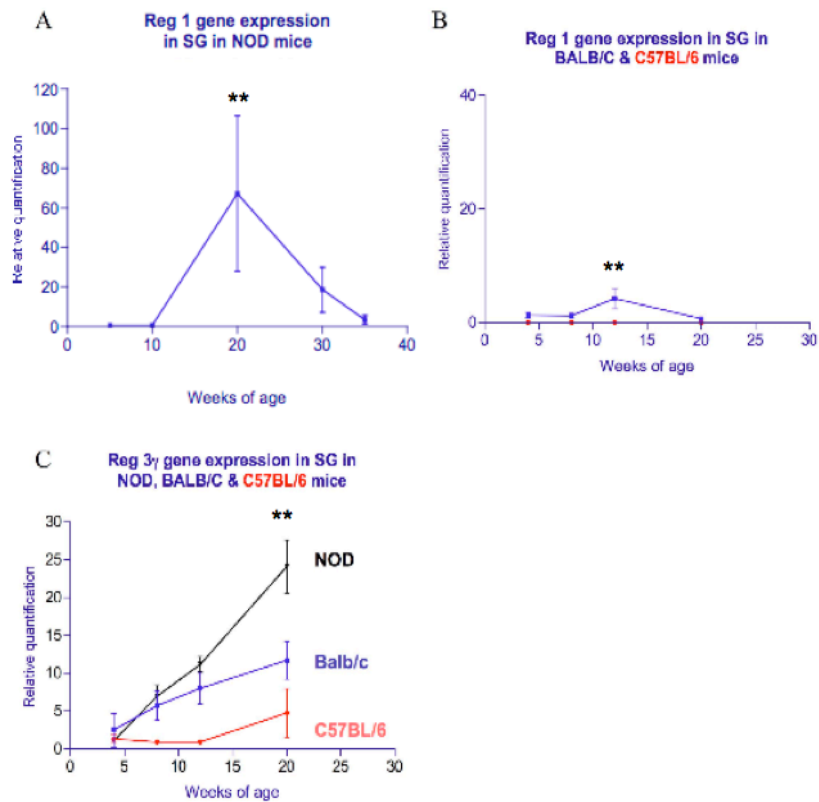 A
Reg 1 gene expression
in SG in NOD mice
120
100
80
60
40
20
0
**
Relative quantification
0 10 20 30 40
Weeks of age
B
Reg 1 gene expression in SG in
BALB/C & C57BL/6 mice
40
20
0
**
Relative quantification
0 5 10 15 20 25 30
Weeks of age
C
Reg 3γ gene expression in SG in
NOD, BALB/C & C57BL/6 mice
**
30
25
20
15
10
5
0
NOD
Balb/c
C57BL/6
Relative quantification
0 5 10 15 20 25 30
Weeks of age